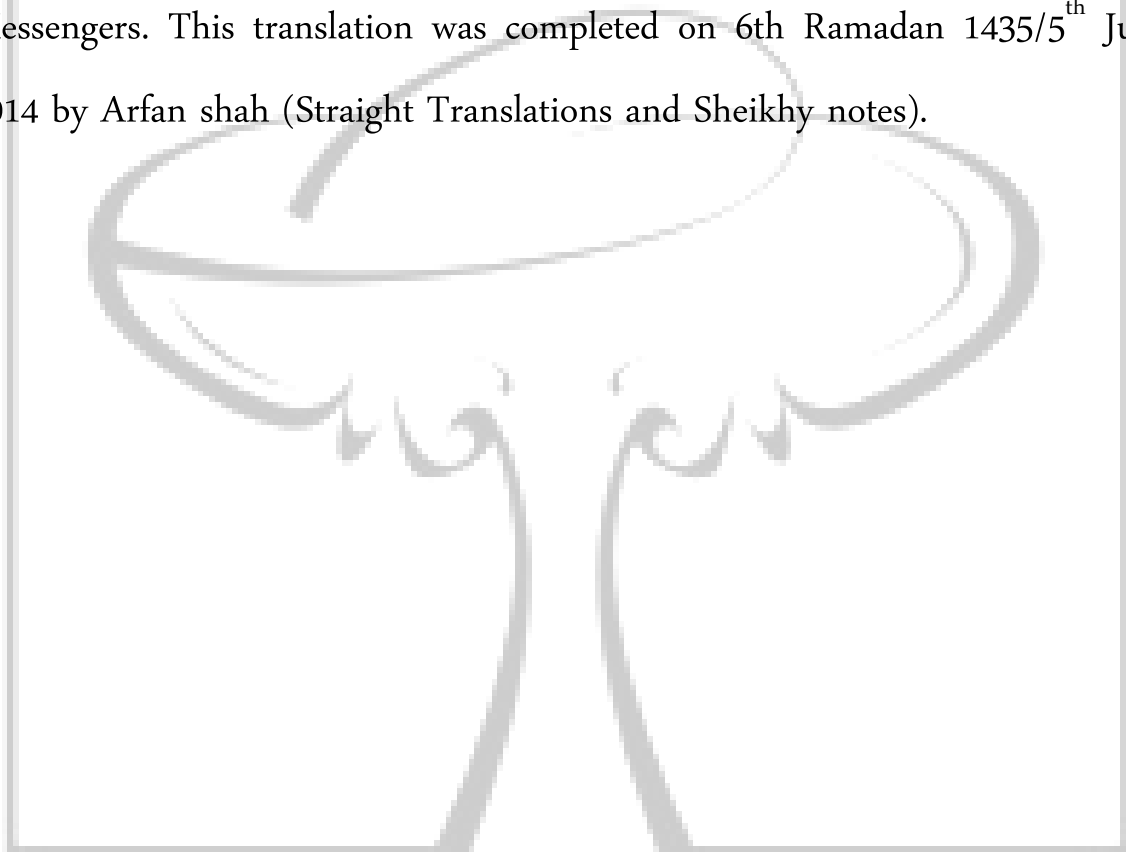 essengers. This translation was completed on 6th Ramadan 1435/5th Ju
014 by Arfan shah (Straight Translations and Sheikhy notes).